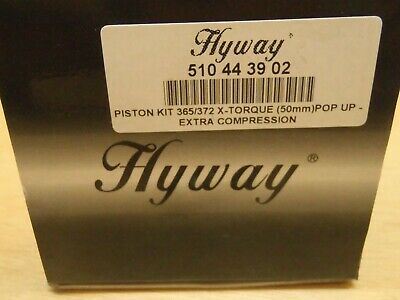 Hyway®
510 44 39 02
PISTON KIT 365/372 X-TORQUE (50mm)POP UP -
EXTRA COMPRESSION
Hyway®